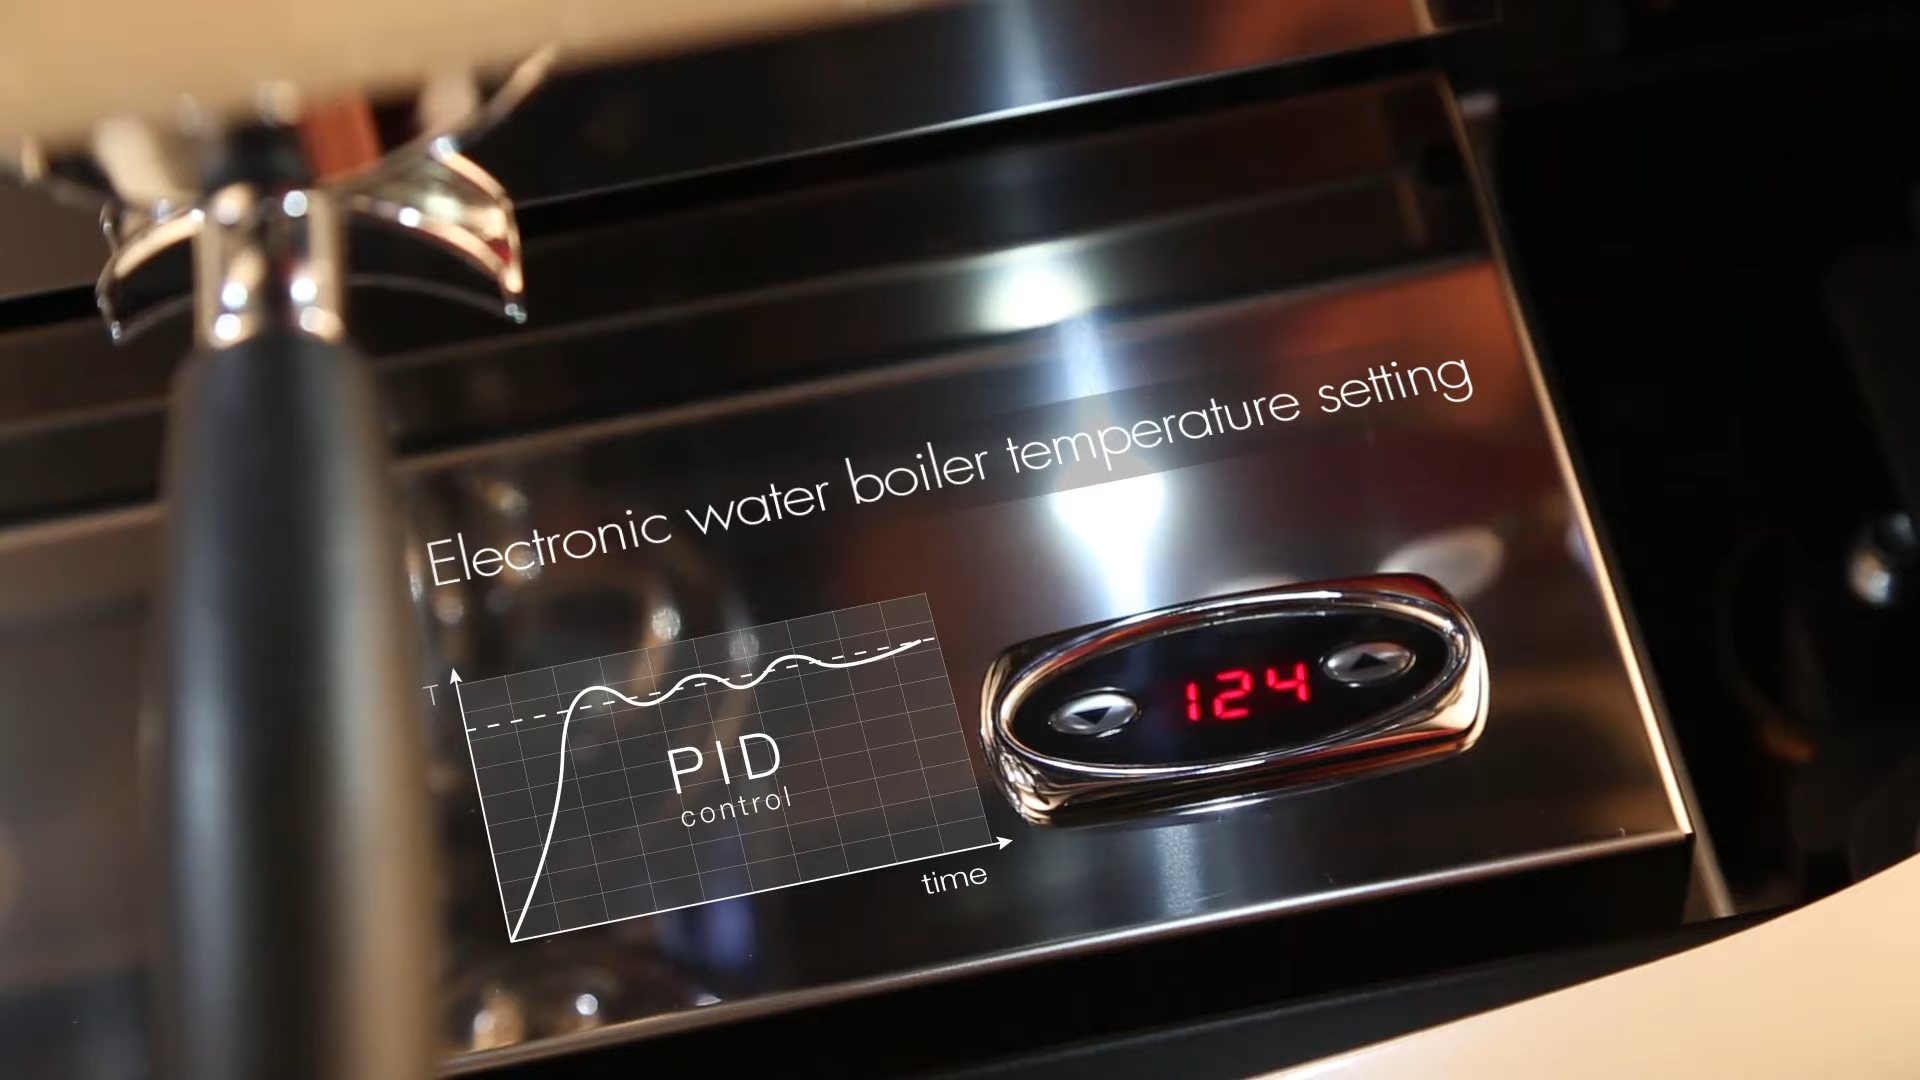 Electronic water boiler temperature setting
T
PID
control
124
time